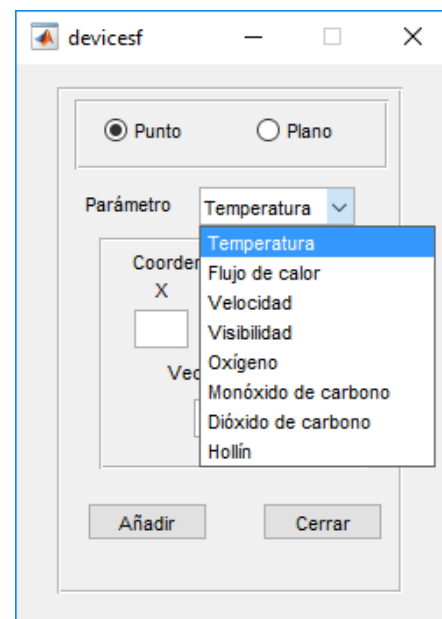 devicesf
Punto Plano
Parámetro Temperatura
Temperatura
Flujo de calor
Velocidad
Visibilidad
Oxígeno
Monóxido de carbono
Dióxido de carbono
Hollín
X
Añadir Cerrar